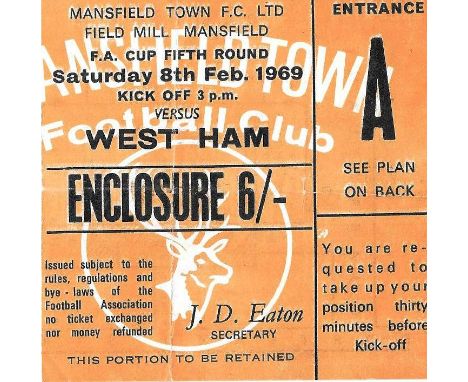 MANSFIELD TOWN F.C. LTD
FIELD MILL MANSFIELD
F.A. CUP FIFTH ROUND
Saturday 8th Feb. 1969
KICK OFF 3 p.m.
VERSUS
WEST HAM
ENCLOSURE 6/-
MANSFIELD TOWN
Football Club
Issued subject to the
rules, regulations and
bye - laws of the
Football Association
no ticket exchanged
nor money refunded
J. D. Eaton
SECRETARY
THIS PORTION TO BE RETAINED
ENTRANCE
A
SEE PLAN
ON BACK
You are re-
quested to
take up your
position thirty
minutes before
Kick-off